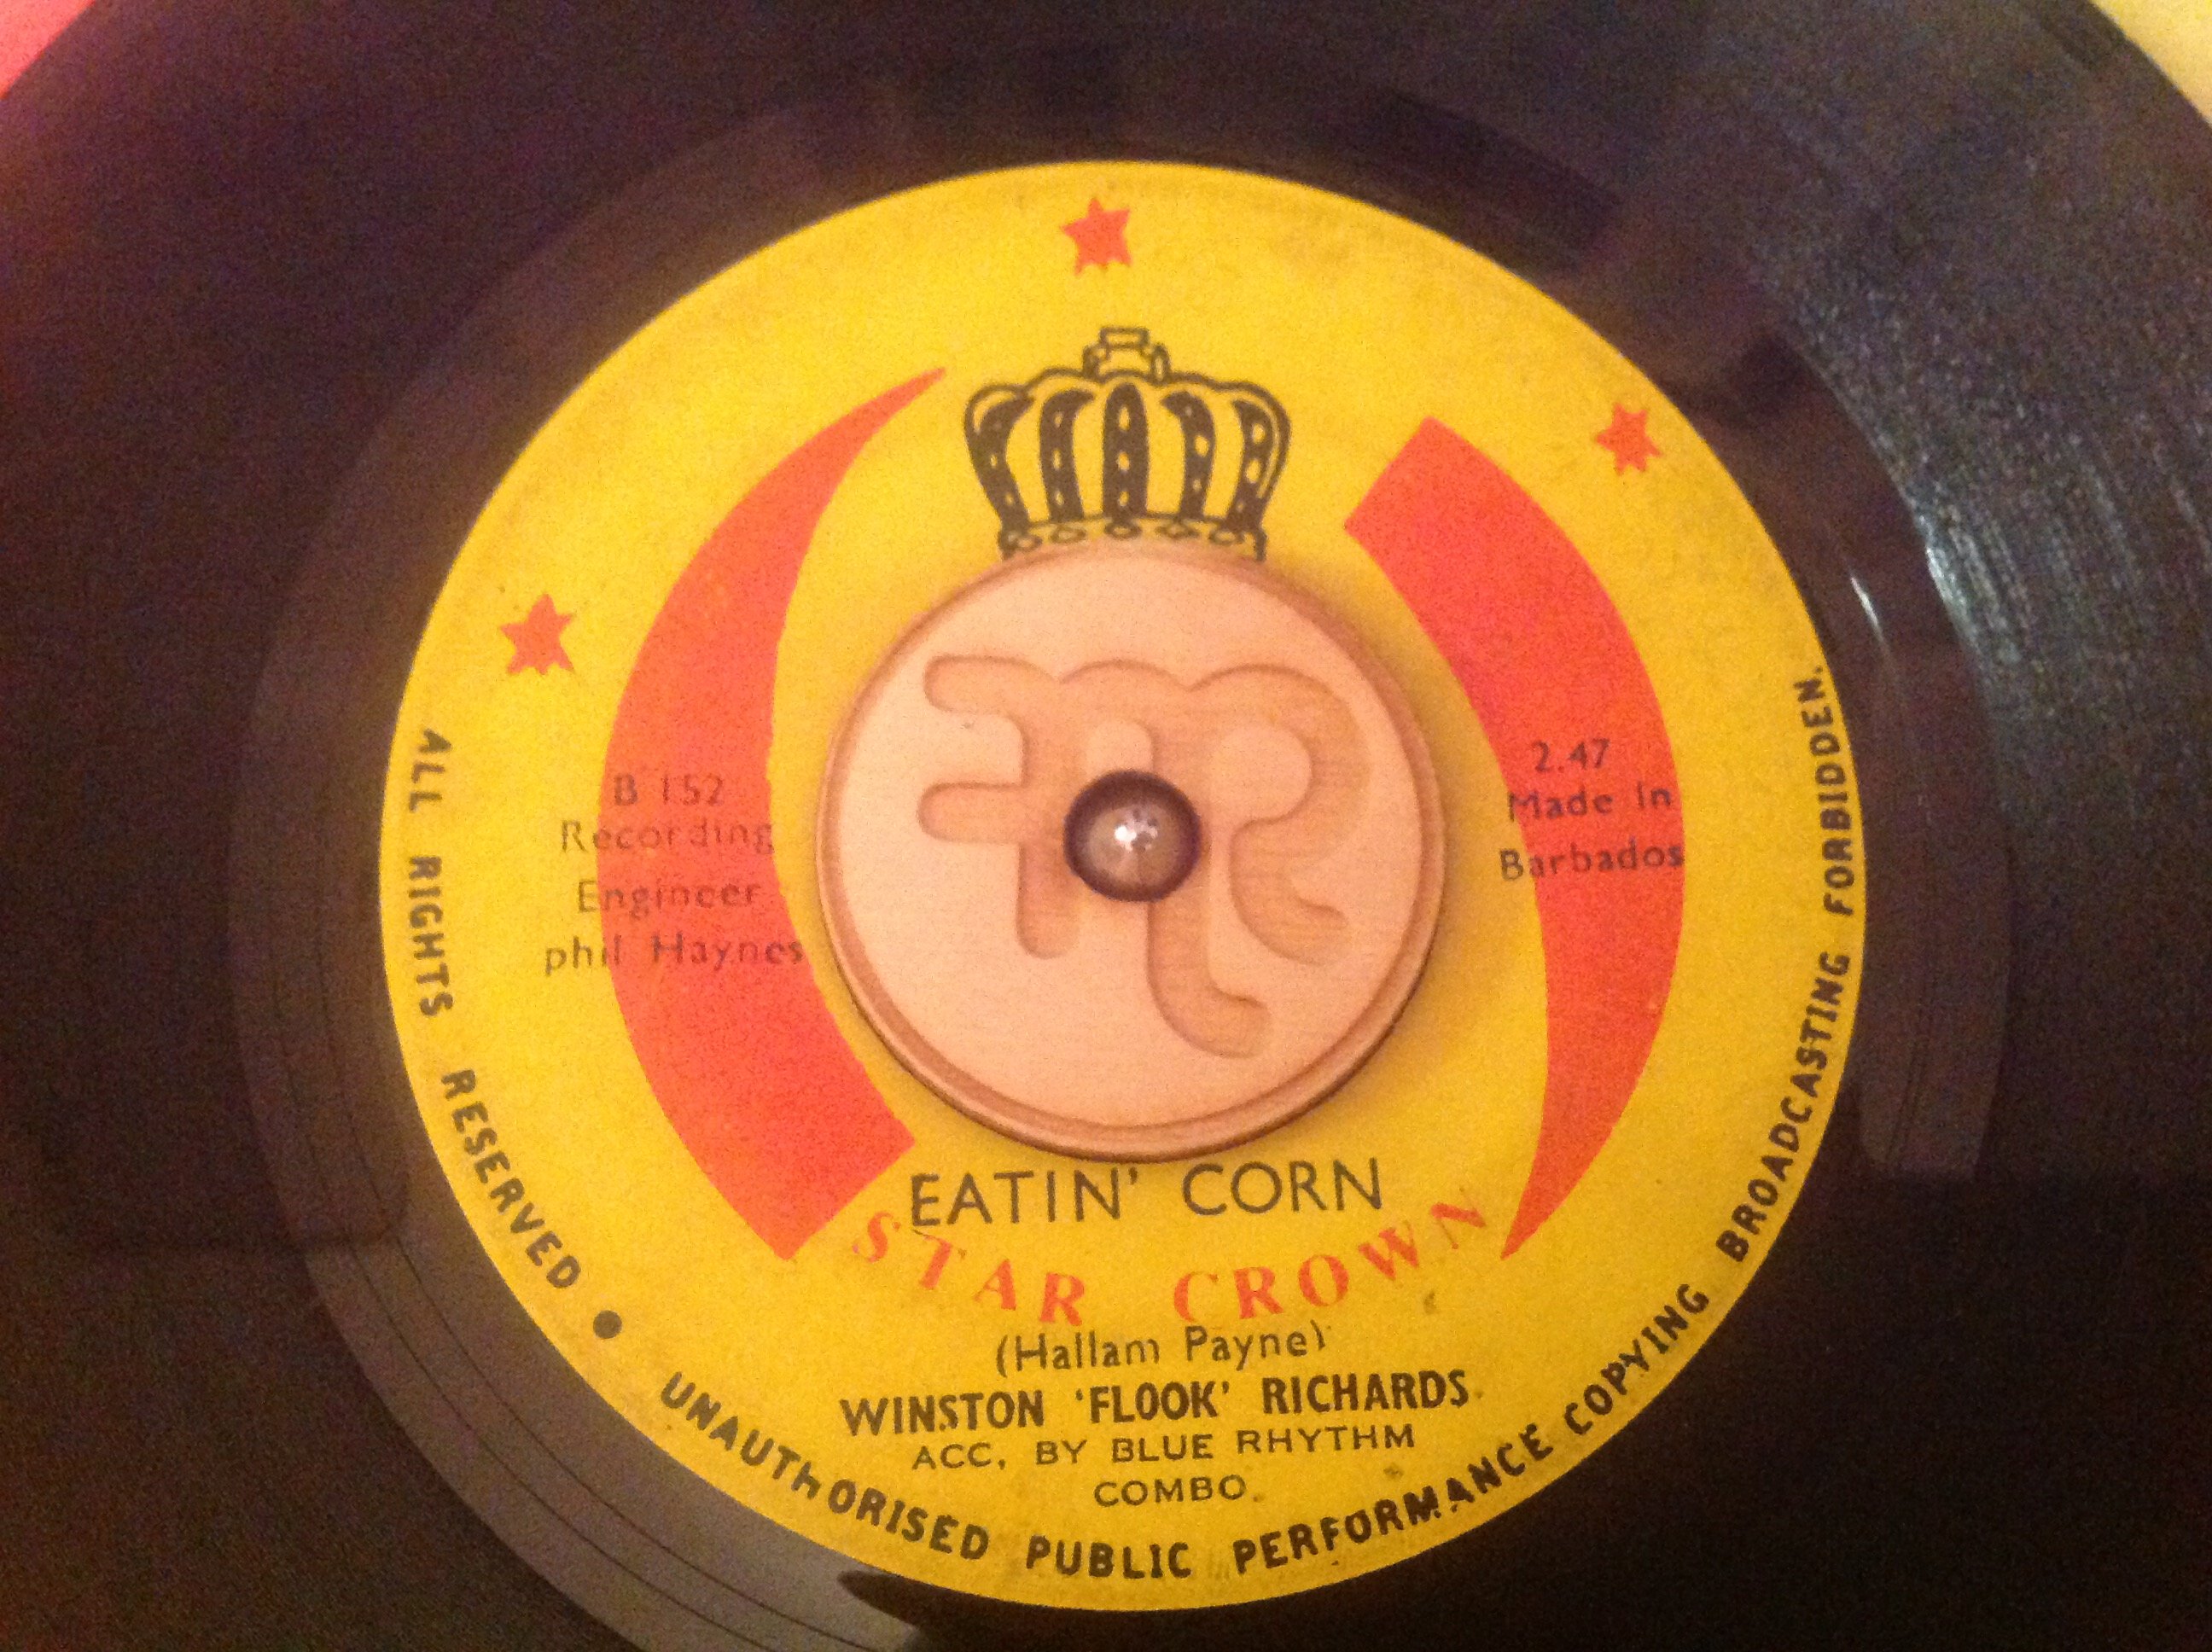 B 152
Recording
Engineer
phil Haynes
2.47
Made In
Barbados
EATIN' CORN
STAR CROWN
(Hallam Payne)
WINSTON 'FLOOK' RICHARDS
ACC, BY BLUE RHYTHM
COMBO.
ALL RIGHTS RESERVED • UNAUThORISED PUBLIC PERFORMANCE COPYING BROADCASTING FORBIDDEN.